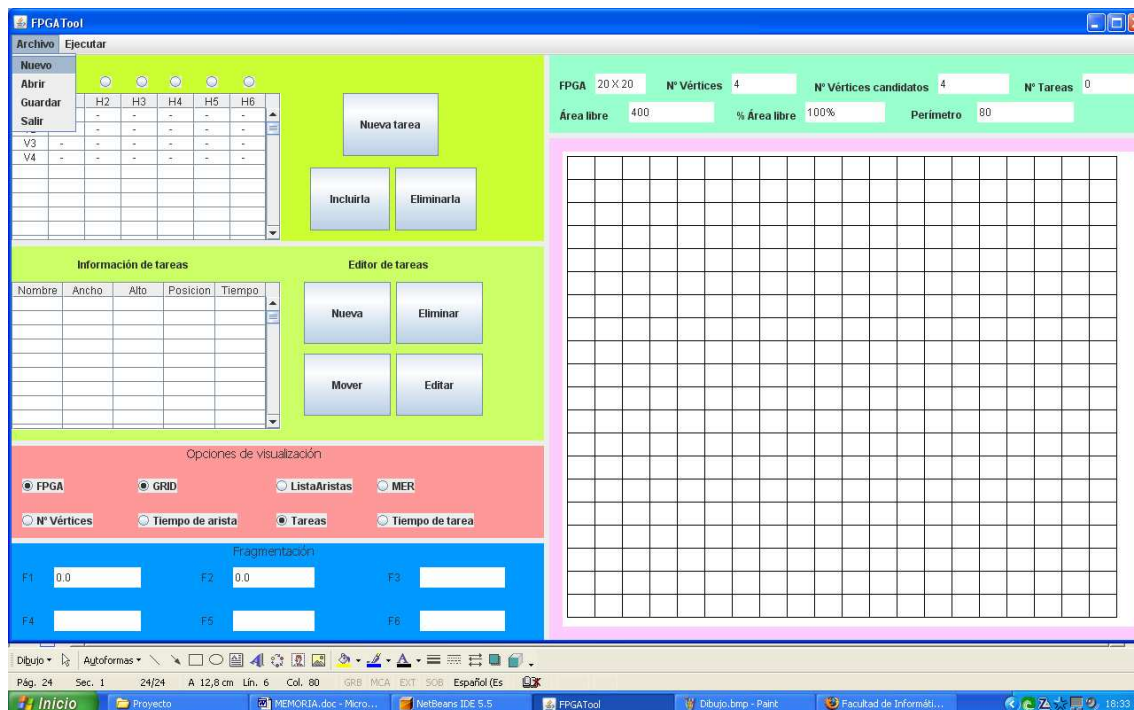 FPGATool
Archivo Ejecutar
Nuevo
Abrir
Guardar
Salir
H2 H3 H4 H5 H6
- - - - -
- - - - - -
V3 - - - - - -
V4 - - - - - -
Nueva tarea
Incluirla Eliminarla
Información de tareas
Nombre Ancho Alto Posicion Tiempo
Editor de tareas
Nueva Eliminar
Mover Editar
Opciones de visualización
FPGA GRID ListaAristas MER
Nº Vértices Tiempo de arista Tareas Tiempo de tarea
Fragmentación
F1 0.0 F2 0.0 F3
F4 F5 F6
FPGA 20 X 20 Nº Vértices 4 Nº Vértices candidatos 4 Nº Tareas 0
Área libre 400 % Área libre 100% Perímetro 80
Dibujo Autoformas
Pág. 24 Sec. 1 24/24 A 12,8 cm Lín. 6 Col. 80 GRB MCA EXT SOB Español (Es
Inicio Proyecto MEMORIA.doc - Micro... NetBeans IDE 5.5 FPGATool Dibujo.bmp - Paint Facultad de Informáti... 18:33